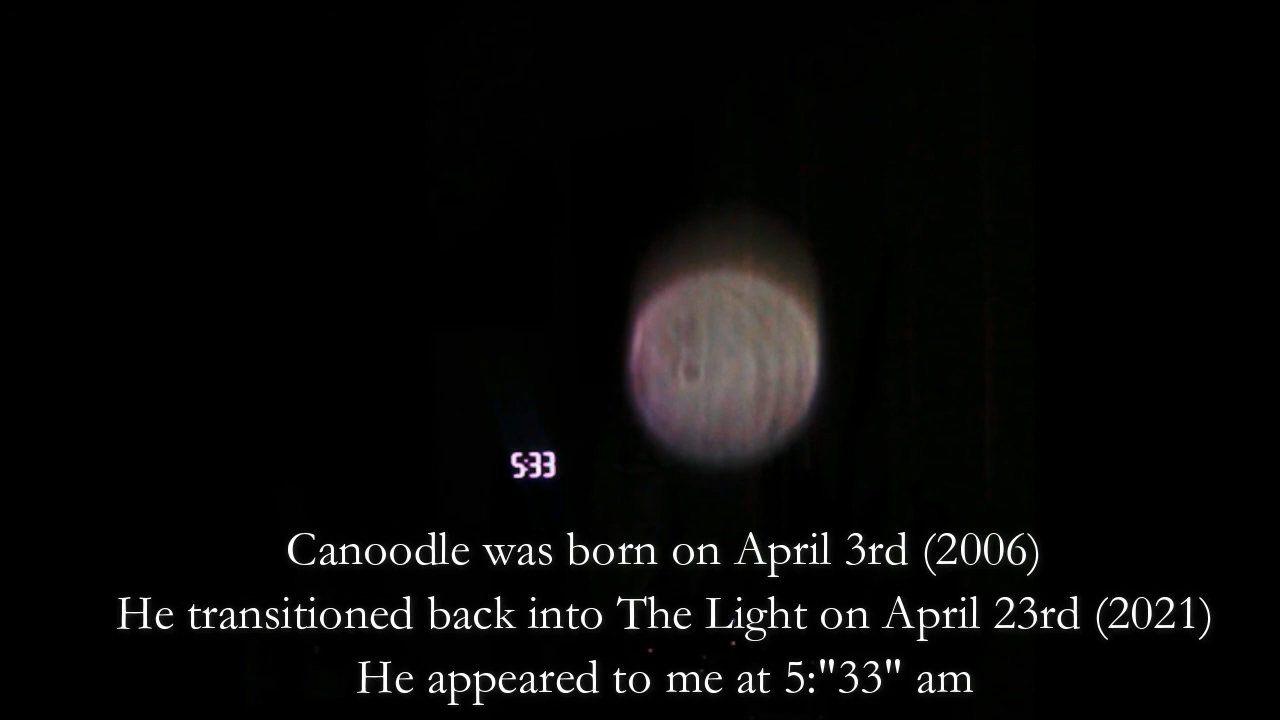 5:33
Canoodle was born on April 3rd (2006)
He transitioned back into The Light on April 23rd (2021)
He appeared to me at 5:"33" am